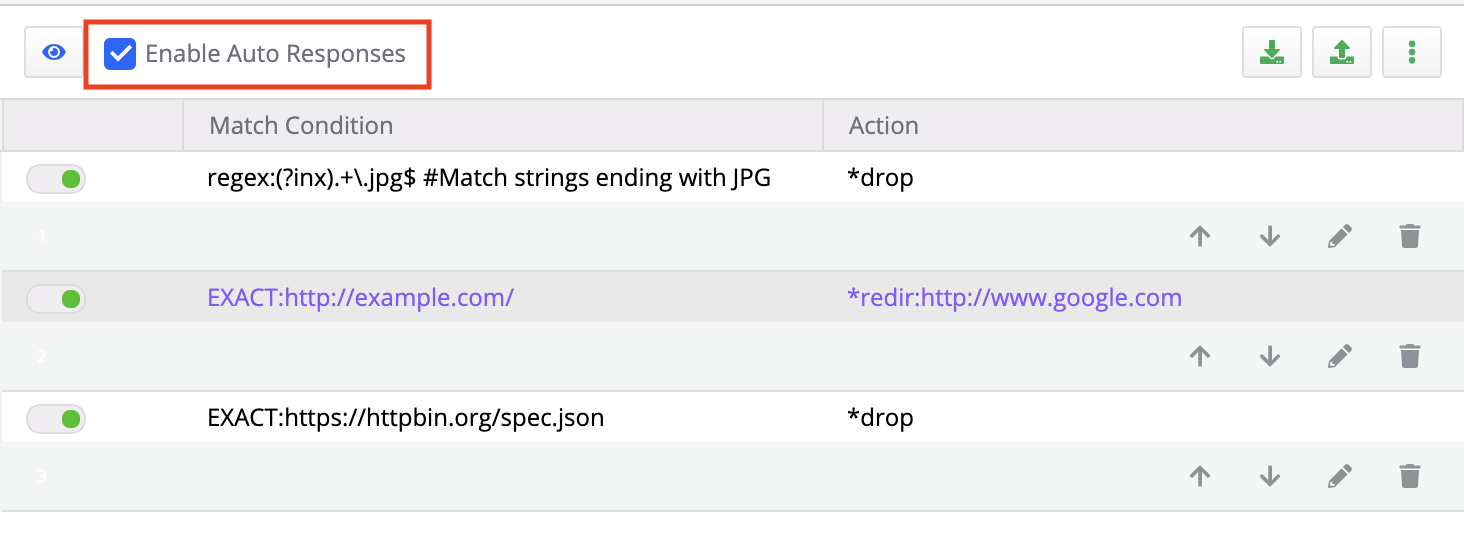 Enable Auto Responses
Match Condition Action
regex:(?inx).+\.jpg$ #Match strings ending with JPG *drop
1
EXACT:http://example.com/ *redir:http://www.google.com
2
EXACT:https://httpbin.org/spec.json *drop
3